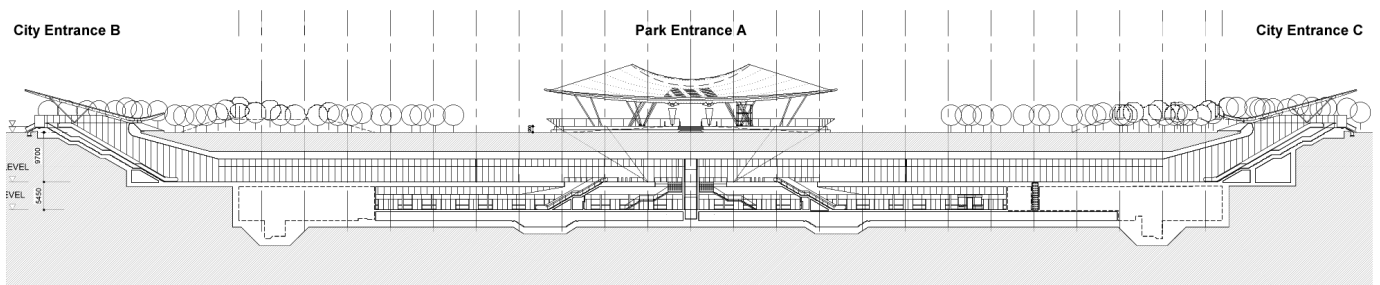 City Entrance B
Park Entrance A
City Entrance C
9700
EVEL
5450
EVEL